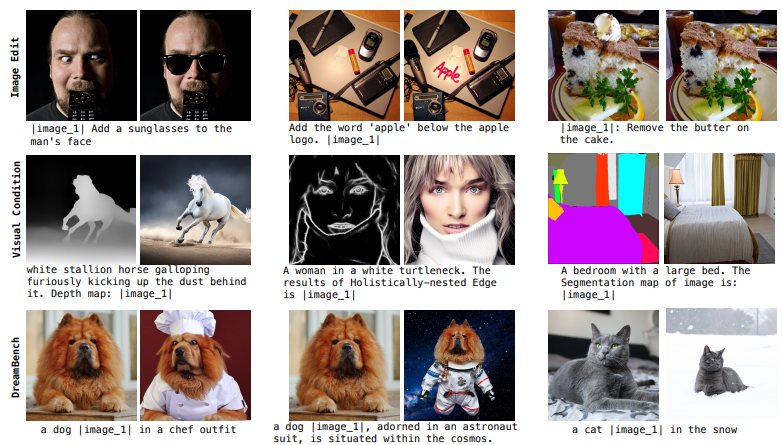 Image Edit
|image_1| Add a sunglasses to the
man's face
Apple
Add the word 'apple' below the apple
logo. |image_1|
|image_1|: Remove the butter on
the cake.
Visual Condition
white stallion horse galloping
furiously kicking up the dust behind
it. Depth map: |image_1|
A woman in a white turtleneck. The
results of Holistically-nested Edge
is |image_1|
A bedroom with a large bed. The
Segmentation map of image is:
|image_1|
DreamBench
a dog |image_1| in a chef outfit
a dog |image_1|, adorned in an astronaut
suit, is situated within the cosmos.
a cat |image_1| in the snow